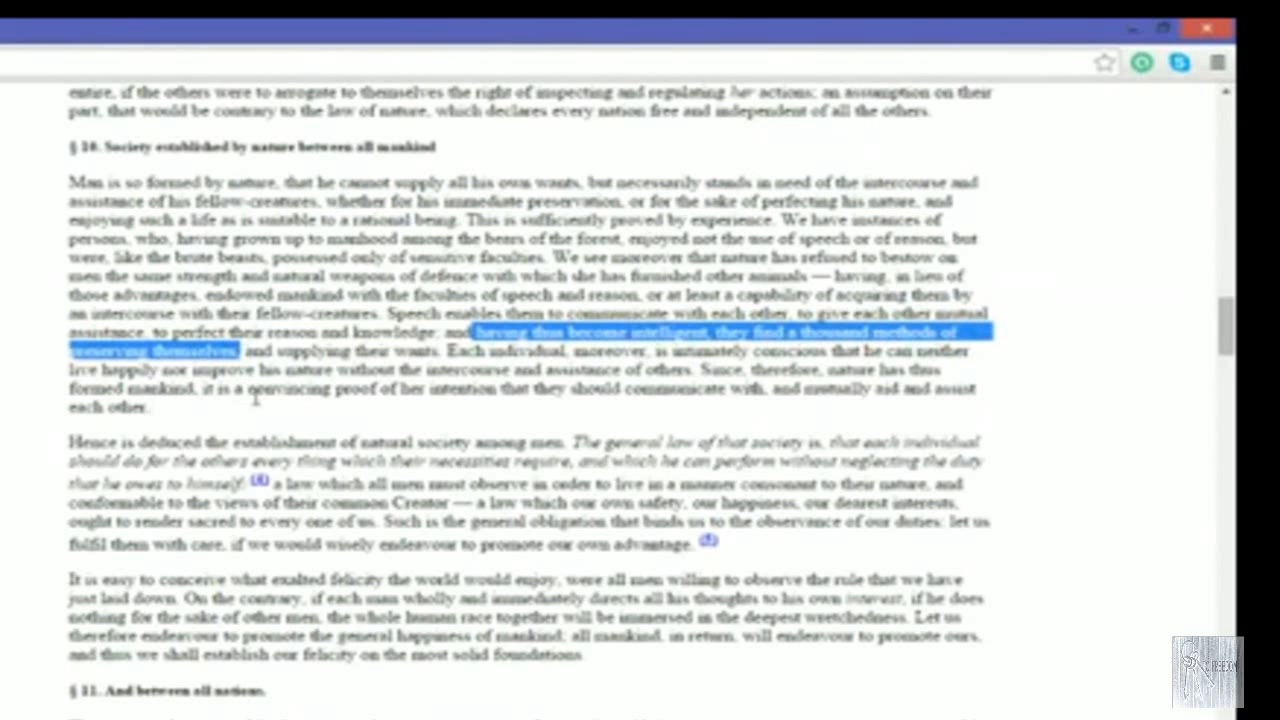 entire, if the others were to arrogate to themselves the right of inspecting and regulating her actions; an assumption on their
part, that would be contrary to the law of nature, which declares every nation free and independent of all the others.
§ 10. Society established by nature between all mankind
Man is so formed by nature, that he cannot supply all his own wants, but necessarily stands in need of the intercourse and
assistance of his fellow-creatures, whether for his immediate preservation, or for the sake of perfecting his nature, and
enjoying such a life as is suitable to a rational being. This is sufficiently proved by experience. We have instances of
persons, who, having grown up to manhood among the bears of the forest, enjoyed not the use of speech or of reason, but
were, like the brute beasts, possessed only of sensitive faculties. We see moreover that nature has refused to bestow on
men the same strength and natural weapons of defence with which she has furnished other animals — having, in lieu of
those advantages, endowed mankind with the faculties of speech and reason, or at least a capability of acquiring them by
an intercourse with their fellow-creatures. Speech enables them to communicate with each other, to give each other mutual
assistance, to perfect their reason and knowledge; and having thus become intelligent, they find a thousand methods of
preserving themselves, and supplying their wants. Each individual, moreover, is intimately conscious that he can neither
live happily nor improve his nature without the intercourse and assistance of others. Since, therefore, nature has thus
formed mankind, it is a convincing proof of her intention that they should communicate with, and mutually aid and assist
each other.
Hence is deduced the establishment of natural society among men. The general law of that society is, that each individual
should do for the others every thing which their necessities require, and which he can perform without neglecting the duty
that he owes to himself: (4) a law which all men must observe in order to live in a manner consonant to their nature, and
conformable to the views of their common Creator — a law which our own safety, our happiness, our dearest interests,
ought to render sacred to every one of us. Such is the general obligation that binds us to the observance of our duties: let us
fulfil them with care, if we would wisely endeavour to promote our own advantage. (5)
It is easy to conceive what exalted felicity the world would enjoy, were all men willing to observe the rule that we have
just laid down. On the contrary, if each man wholly and immediately directs all his thoughts to his own interest, if he does
nothing for the sake of other men, the whole human race together will be immersed in the deepest wretchedness. Let us
therefore endeavour to promote the general happiness of mankind: all mankind, in return, will endeavour to promote ours,
and thus we shall establish our felicity on the most solid foundations.
§ 11. And between all nations.
FREEDOM